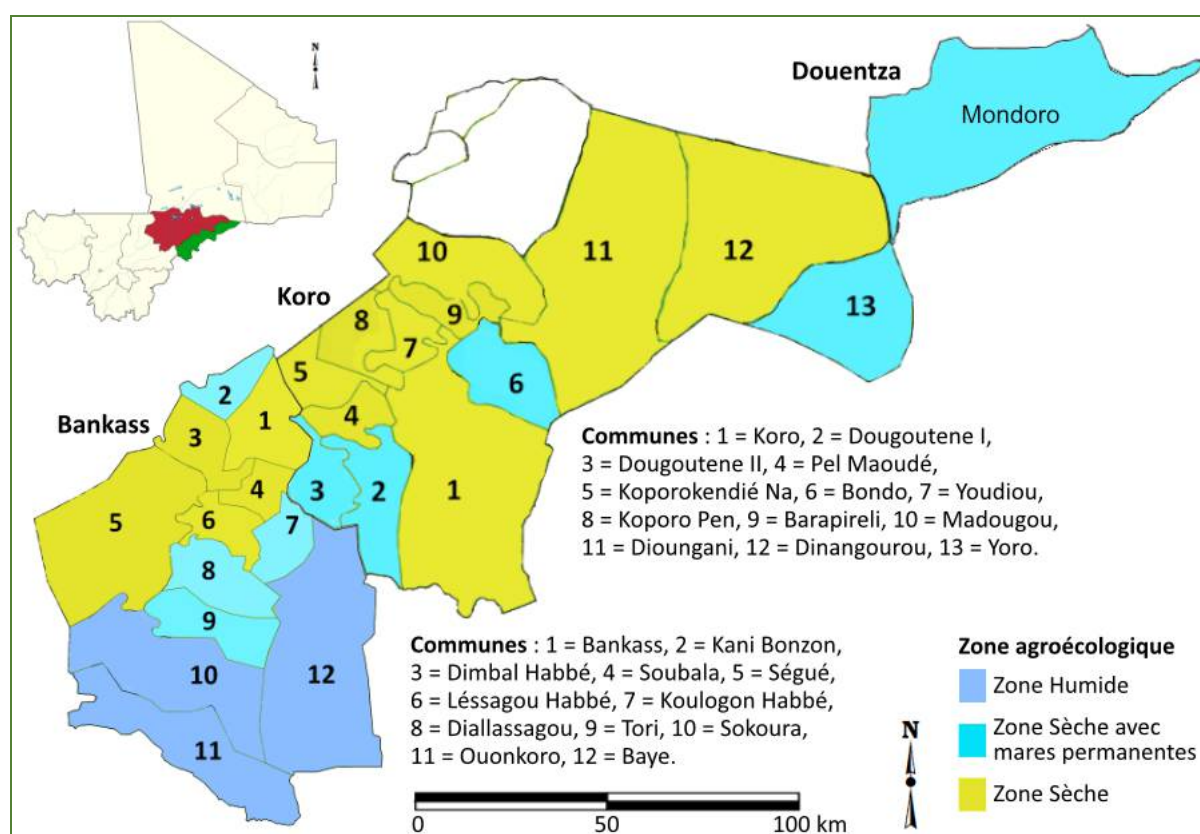 N
Douentza
Mondoro
10
11
12
Koro
8
9
7
13
5
6
2
1
4
Bankass
3
3
2
1
4
5
6
7
8
9
10
12
11
Communes : 1 = Koro, 2 = Dougoutene I,
3 = Dougoutene II, 4 = Pel Maoudé,
5 = Koporokendié Na, 6 = Bondo, 7 = Youdiou,
8 = Koporo Pen, 9 = Barapireli, 10 = Madougou,
11 = Dioungani, 12 = Dinangourou, 13 = Yoro.
Communes : 1 = Bankass, 2 = Kani Bonzon,
3 = Dimbal Habbé, 4 = Soubala, 5 = Ségué,
6 = Léssagou Habbé, 7 = Koulogon Habbé,
8 = Diallassagou, 9 = Tori, 10 = Sokoura,
11 = Ouonkoro, 12 = Baye.
Zone agroécologique
Zone Humide
Zone Sèche avec
mares permanentes
Zone Sèche
N
0 50 100 km